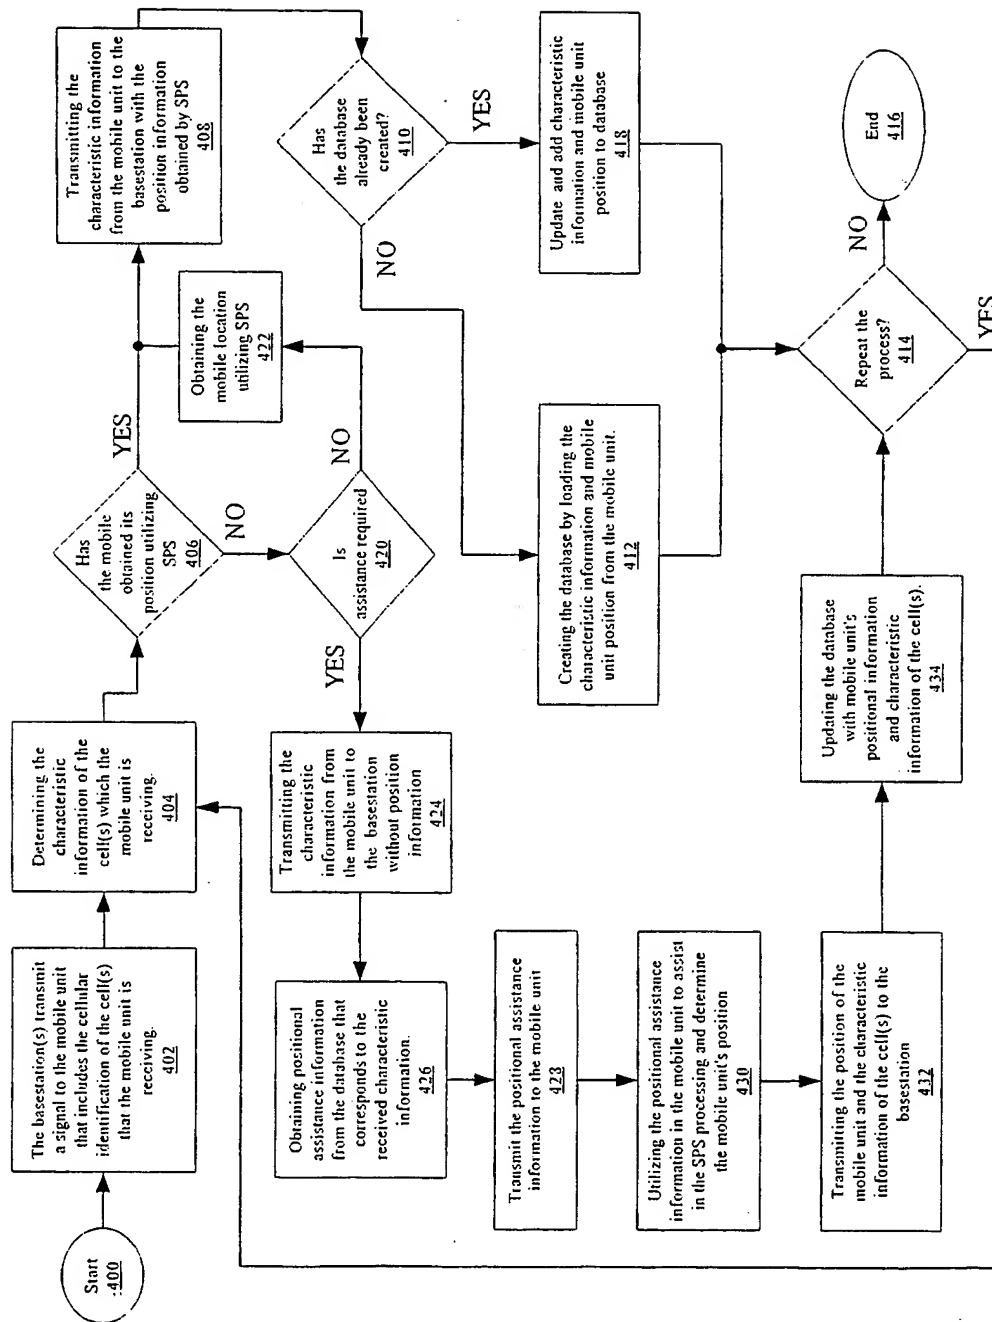 Start
400
The basestation(s) transmit
a signal to the mobile unit
that includes the cellular
identification of the cell(s)
that the mobile unit is
receiving.
402
Determining the
characteristic
information of the
cell(s) which the
mobile unit is
receiving.
404
Has
the mobile
obtained its
position utilizing
SPS
406
YES
NO
Transmitting the
characteristic information
from the mobile unit to the
basestation with the
position information
obtained by SPS
408
Obtaining the
mobile location
utilizing SPS
422
Is
assistance required
420
NO
YES
Has
the database
already been
created?
410
YES
NO
Transmitting the
characteristic
information from
the mobile unit to
the basestation
without position
information
424
Obtaining positional
assistance information
from the database that
corresponds to the
received characteristic
information.
426
Transmit the positional assistance
information to the mobile unit
428
Utilizing the positional assistance
information in the mobile unit to assist
in the SPS processing and determine
the mobile unit's position
430
Transmitting the position of the
mobile unit and the characteristic
information of the cell(s) to the
basestation
432
Creating the database by loading the
characteristic information and mobile
unit position from the mobile unit.
412
Update and add characteristic
information and mobile unit
position to database
418
Updating the database
with mobile unit's
positional information
and characteristic
information of the cell(s).
434
Repeat the
process?
414
NO
YES
End
416